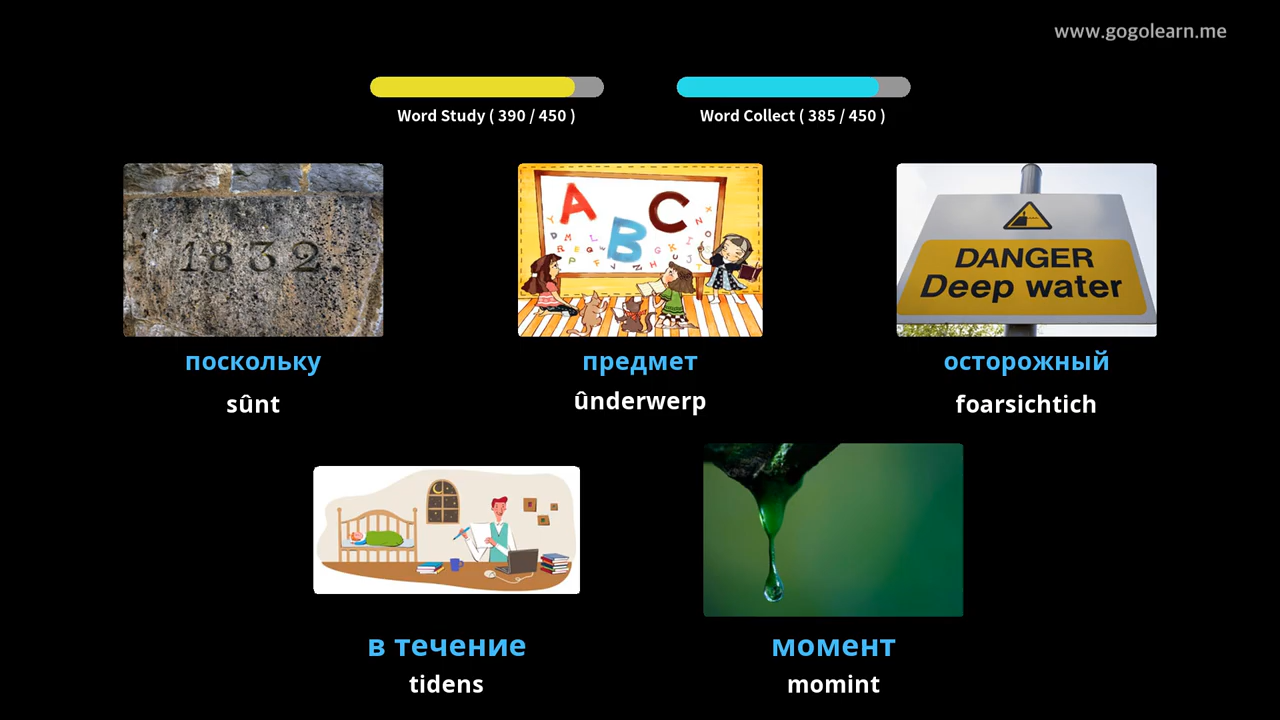 www.gogolearn.me
Word Study ( 390 / 450 )
Word Collect ( 385 / 450 )
1832.
A B C
DANGER
Deep water
поскольку
предмет
осторожный
sûnt
ûnderwerp
foarsichtich
в течение
момент
tidens
momint